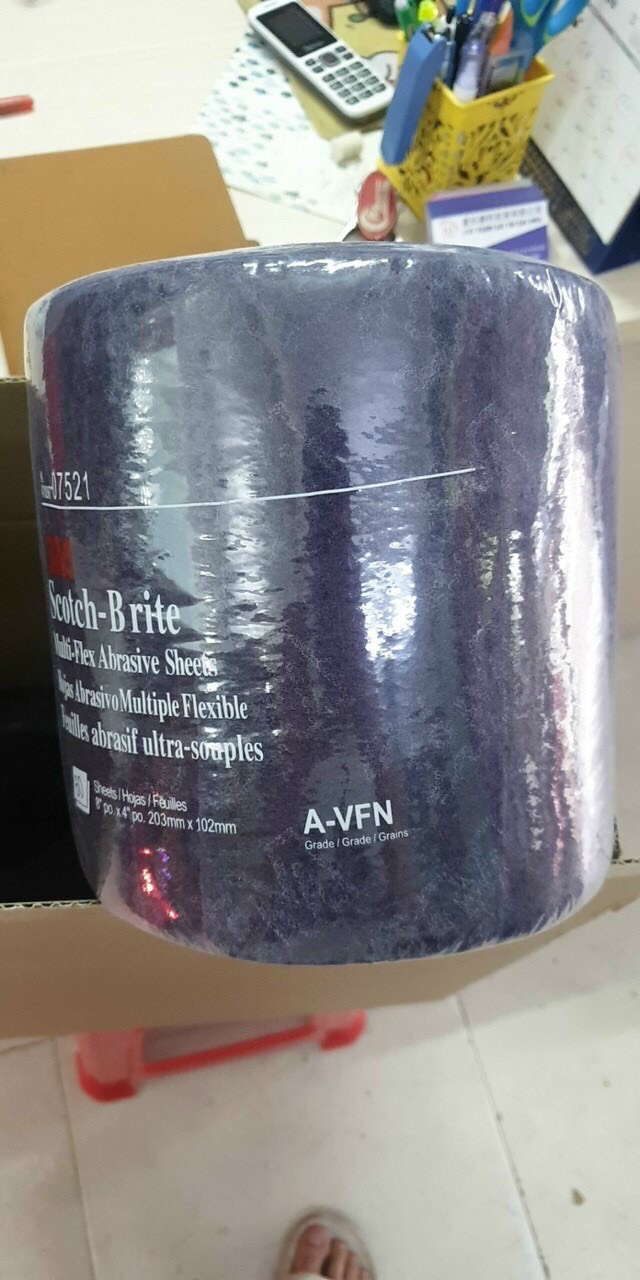 07521
Scotch-Brite
Multi-Flex Abrasive Sheets
Hojas Abrasivo Multiple Flexible
Feuilles abrasif ultra-souples
Sheets / Hojas / Feuilles
8" po. x 4" po. 203mm x 102mm
A-VFN
Grade / Grade / Grains